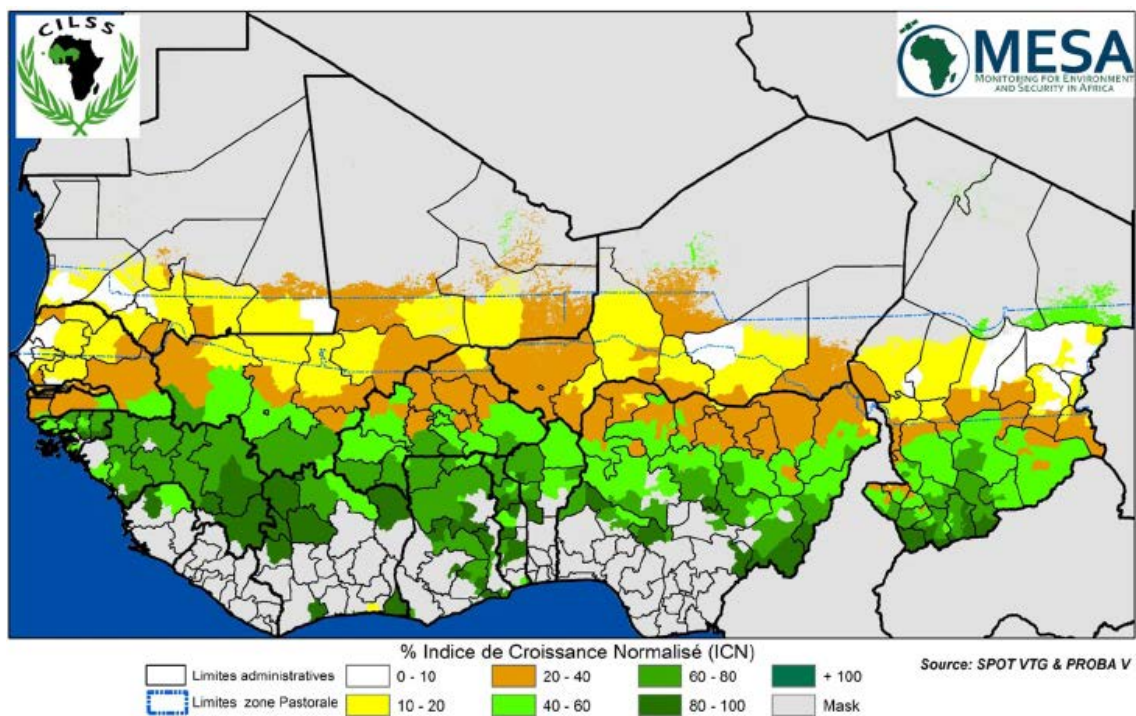 CILSS
MESA
MONITORING FOR ENVIRONMENT
AND SECURITY IN AFRICA
% Indice de Croissance Normalisé (ICN)
Limites administratives
0 - 10
20 - 40
60 - 80
+ 100
Source: SPOT VTG & PROBA V
Limites zone Pastorale
10 - 20
40 - 60
80 - 100
Mask